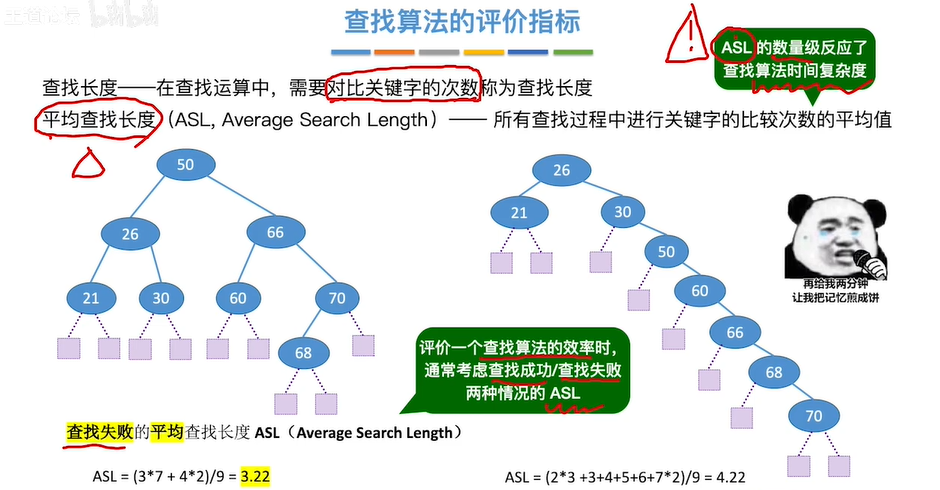 查找算法的评价指标
ASL 的数量级反应了
查找算法时间复杂度
查找长度——在查找运算中，需要对比关键字的次数称为查找长度
平均查找长度（ASL, Average Search Length）—— 所有查找过程中进行关键字的比较次数的平均值
50
26
66
21
30
60
70
68
26
21
30
50
60
66
68
70
再给我两分钟
让我把记忆煎成饼
评价一个查找算法的效率时，
通常考虑查找成功/查找失败
两种情况的 ASL
查找失败的平均查找长度 ASL（Average Search Length）
ASL = (3*7 + 4*2)/9 = 3.22
ASL = (2*3 +3+4+5+6+7*2)/9 = 4.22